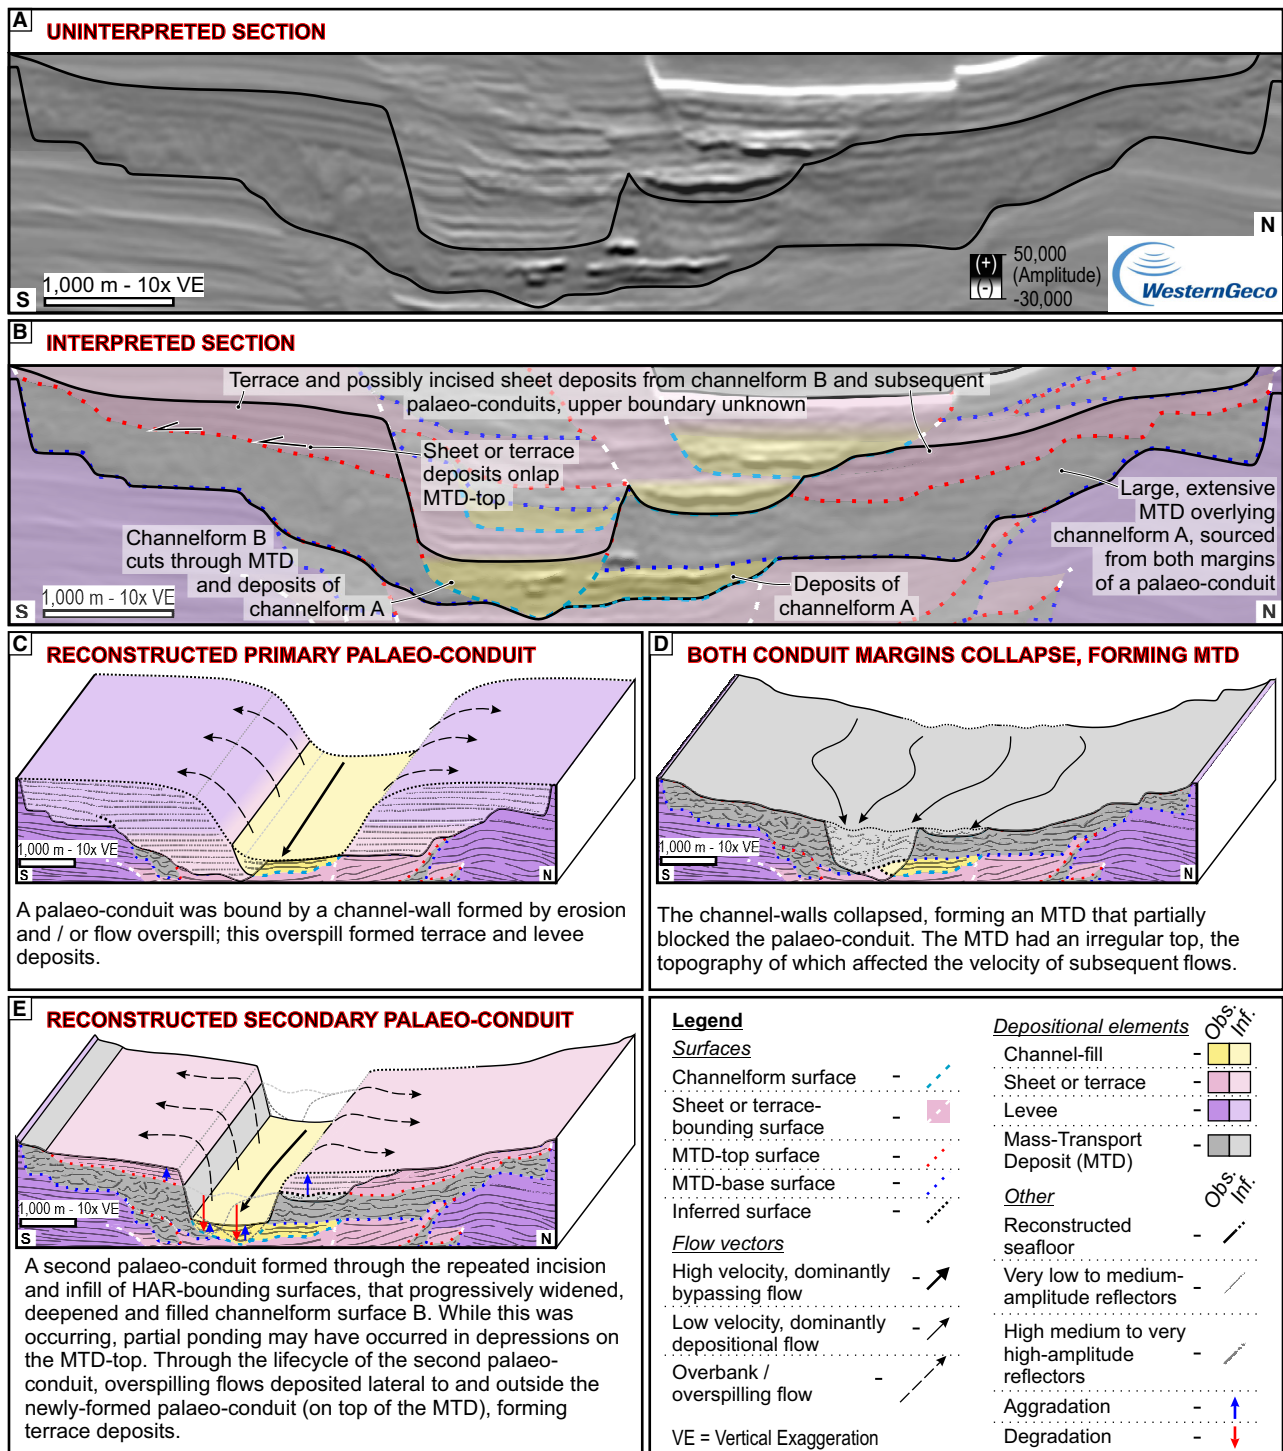 A
UNINTERPRETED SECTION
N
(+)
(-)
50,000
(Amplitude)
-30,000
WesternGeco
1,000 m - 10x VE
S
B
INTERPRETED SECTION
Terrace and possibly incised sheet deposits from channelform B and subsequent
palaeo-conduits, upper boundary unknown
Sheet or terrace
deposits onlap
MTD-top
Large, extensive
MTD overlying
channelform A, sourced
from both margins
of a palaeo-conduit
Channelform B
cuts through MTD
and deposits of
channelform A
Deposits of
channelform A
1,000 m - 10x VE
S
N
C
RECONSTRUCTED PRIMARY PALAEO-CONDUIT
1,000 m - 10x VE
S
N
A palaeo-conduit was bound by a channel-wall formed by erosion
and / or flow overspill; this overspill formed terrace and levee
deposits.
D
BOTH CONDUIT MARGINS COLLAPSE, FORMING MTD
1,000 m - 10x VE
S
N
The channel-walls collapsed, forming an MTD that partially
blocked the palaeo-conduit. The MTD had an irregular top, the
topography of which affected the velocity of subsequent flows.
E
RECONSTRUCTED SECONDARY PALAEO-CONDUIT
1,000 m - 10x VE
S
N
A second palaeo-conduit formed through the repeated incision
and infill of HAR-bounding surfaces, that progressively widened,
deepened and filled channelform surface B. While this was
occurring, partial ponding may have occurred in depressions on
the MTD-top. Through the lifecycle of the second palaeo-
conduit, overspilling flows deposited lateral to and outside the
newly-formed palaeo-conduit (on top of the MTD), forming
terrace deposits.
Legend
Surfaces
Channelform surface -
Sheet or terrace-
bounding surface -
MTD-top surface -
MTD-base surface -
Inferred surface -
Flow vectors
High velocity, dominantly
bypassing flow -
Low velocity, dominantly
depositional flow -
Overbank /
overspilling flow -
VE = Vertical Exaggeration
Depositional elements
Obs.
Inf.
Channel-fill -
Sheet or terrace -
Levee -
Mass-Transport
Deposit (MTD) -
Other
Obs.
Inf.
Reconstructed
seafloor -
Very low to medium-
amplitude reflectors -
High medium to very
high-amplitude
reflectors -
Aggradation -
Degradation -